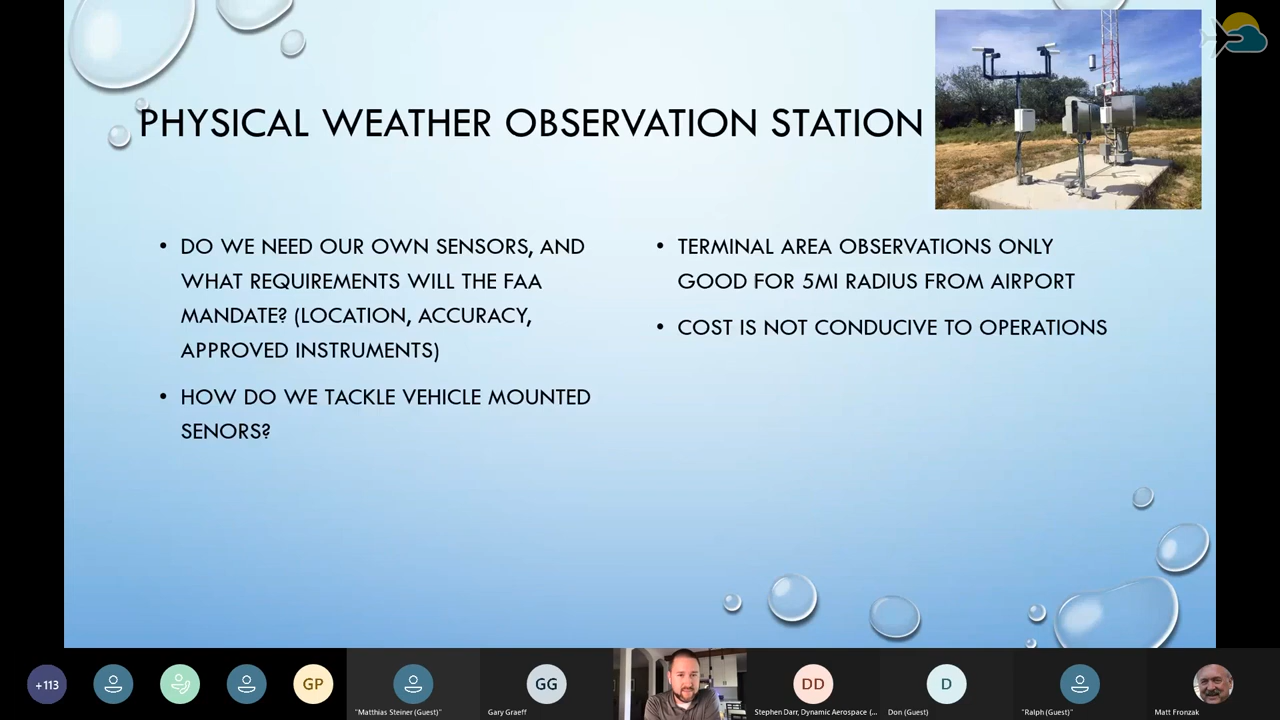 PHYSICAL WEATHER OBSERVATION STATION
• DO WE NEED OUR OWN SENSORS, AND
WHAT REQUIREMENTS WILL THE FAA
MANDATE? (LOCATION, ACCURACY,
APPROVED INSTRUMENTS)
• HOW DO WE TACKLE VEHICLE MOUNTED
SENORS?
• TERMINAL AREA OBSERVATIONS ONLY
GOOD FOR 5MI RADIUS FROM AIRPORT
• COST IS NOT CONDUCIVE TO OPERATIONS
+113
GP
"Matthias Steiner (Guest)"
GG
Gary Graeff
DD
Stephen Darr, Dynamic Aerospace (...
D
Don (Guest)
"Ralph (Guest)"
Matt Fronzak